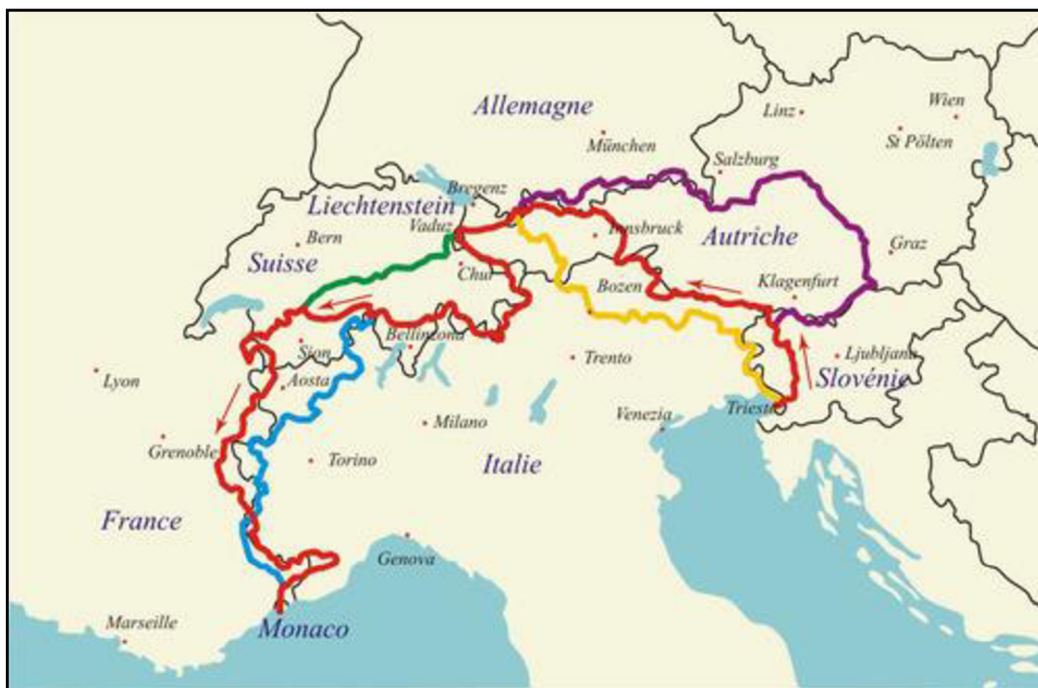 Wien
Linz
Allemagne
St Pölten
München
Salzburg
Bregenz
Liechtenstein
Vaduz
Innsbruck
Autriche
Bern
Graz
Suisse
Chur
Klagenfurt
Bozen
Bellinzona
Sion
Ljubljana
Trento
Lyon
Aosta
Slovénie
Trieste
Venezia
Milano
Grenoble
Torino
Italie
France
Genova
Marseille
Monaco